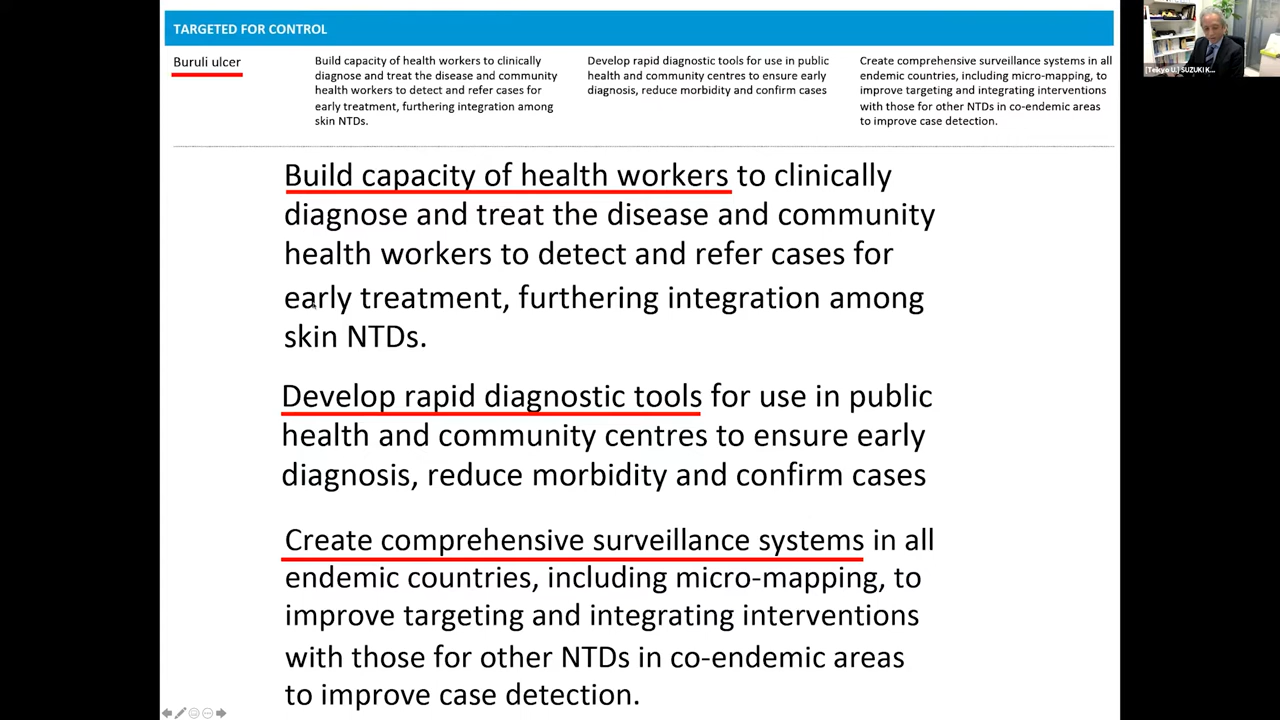 TARGETED FOR CONTROL
Buruli ulcer
Build capacity of health workers to clinically
diagnose and treat the disease and community
health workers to detect and refer cases for
early treatment, furthering integration among
skin NTDs.
Develop rapid diagnostic tools for use in public
health and community centres to ensure early
diagnosis, reduce morbidity and confirm cases
Create comprehensive surveillance systems in all
endemic countries, including micro-mapping, to
improve targeting and integrating interventions
with those for other NTDs in co-endemic areas
to improve case detection.
Build capacity of health workers to clinically
diagnose and treat the disease and community
health workers to detect and refer cases for
early treatment, furthering integration among
skin NTDs.
Develop rapid diagnostic tools for use in public
health and community centres to ensure early
diagnosis, reduce morbidity and confirm cases
Create comprehensive surveillance systems in all
endemic countries, including micro-mapping, to
improve targeting and integrating interventions
with those for other NTDs in co-endemic areas
to improve case detection.
[Teikyo U.] SUZUKI K...